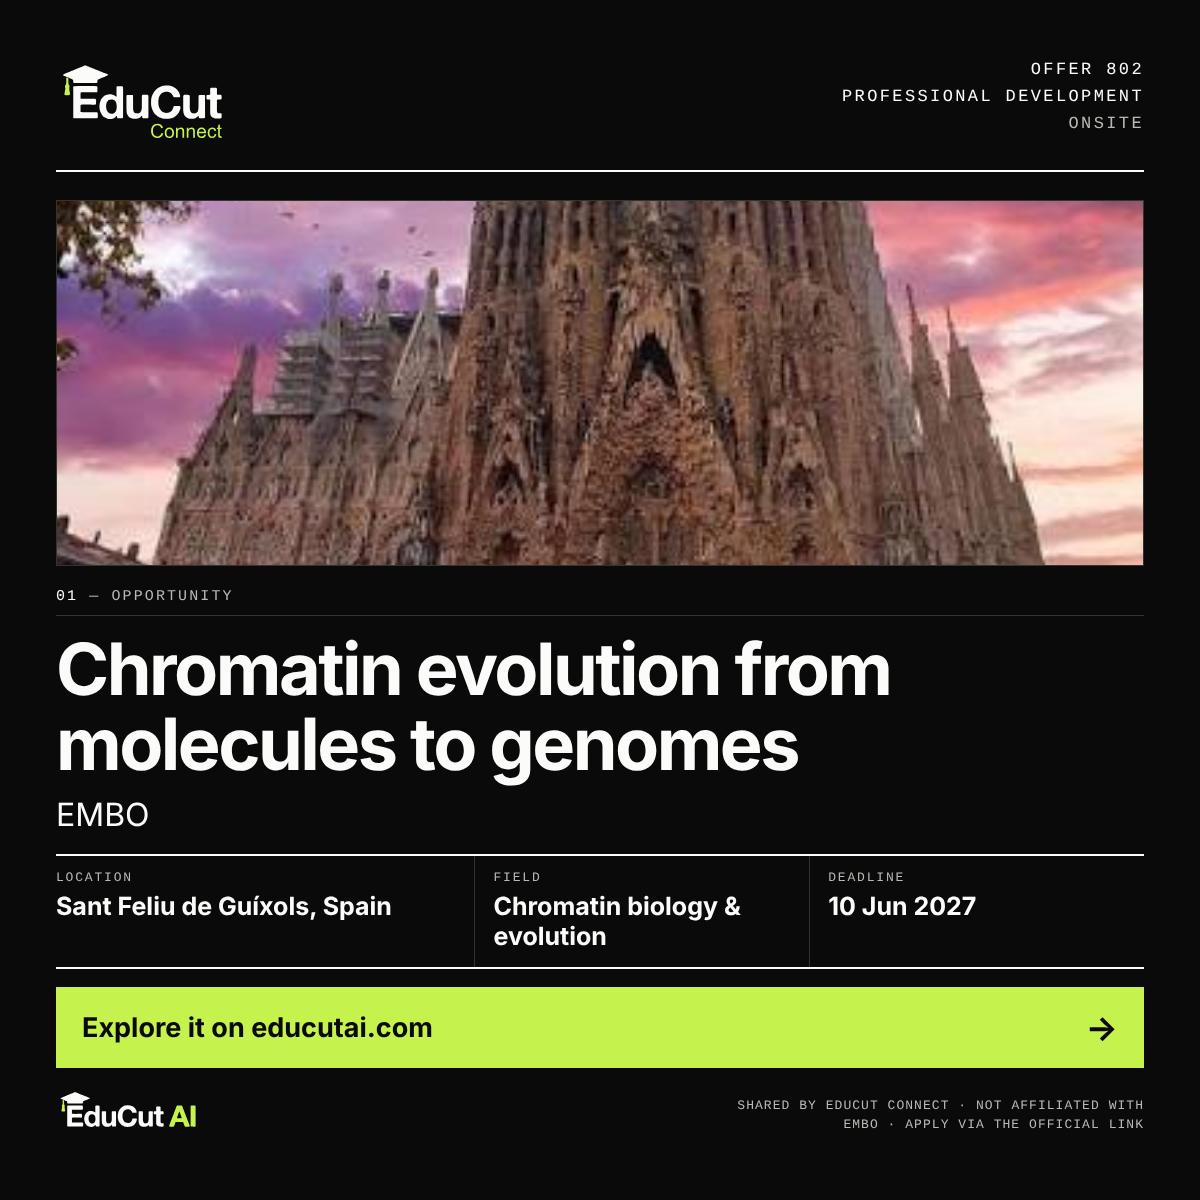 EduCut
Connect
OFFER 802
PROFESSIONAL DEVELOPMENT
ONSITE
01 — OPPORTUNITY
Chromatin evolution from
molecules to genomes
EMBO
LOCATION
Sant Feliu de Guíxols, Spain
FIELD
Chromatin biology &
evolution
DEADLINE
10 Jun 2027
Explore it on educutai.com →
EduCut AI
SHARED BY EDUCUT CONNECT · NOT AFFILIATED WITH
EMBO · APPLY VIA THE OFFICIAL LINK